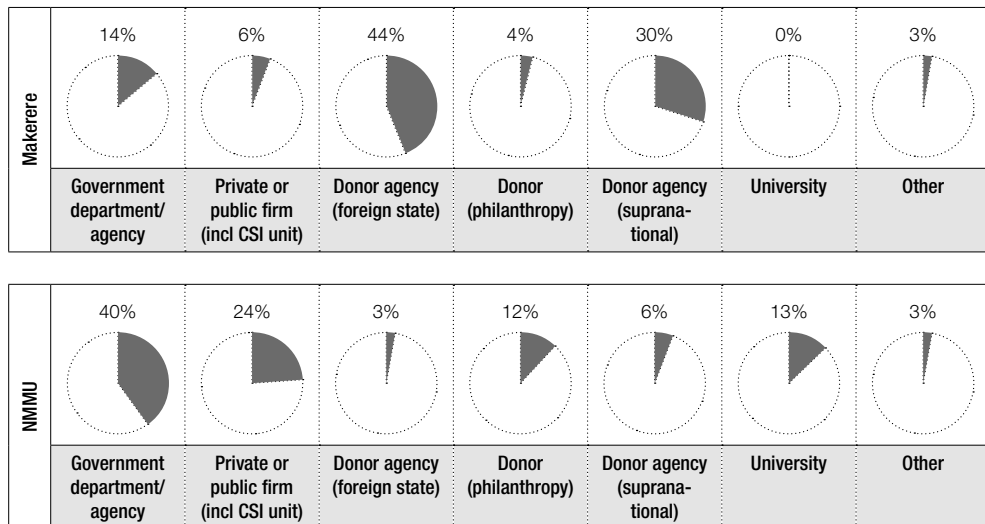 14% 6% 44% 4% 30% 0% 3%
Makerere
Government Private or Donor agency Donor Donor agency University Other
department/ public firm (foreign state) (philanthropy) (suprana-
agency (incl CSI unit) tional)
40% 24% 3% 12% 6% 13% 3%
NMMU
Government Private or Donor agency Donor Donor agency University Other
department/ public firm (foreign state) (philanthropy) (suprana-
agency (incl CSI unit) tional)